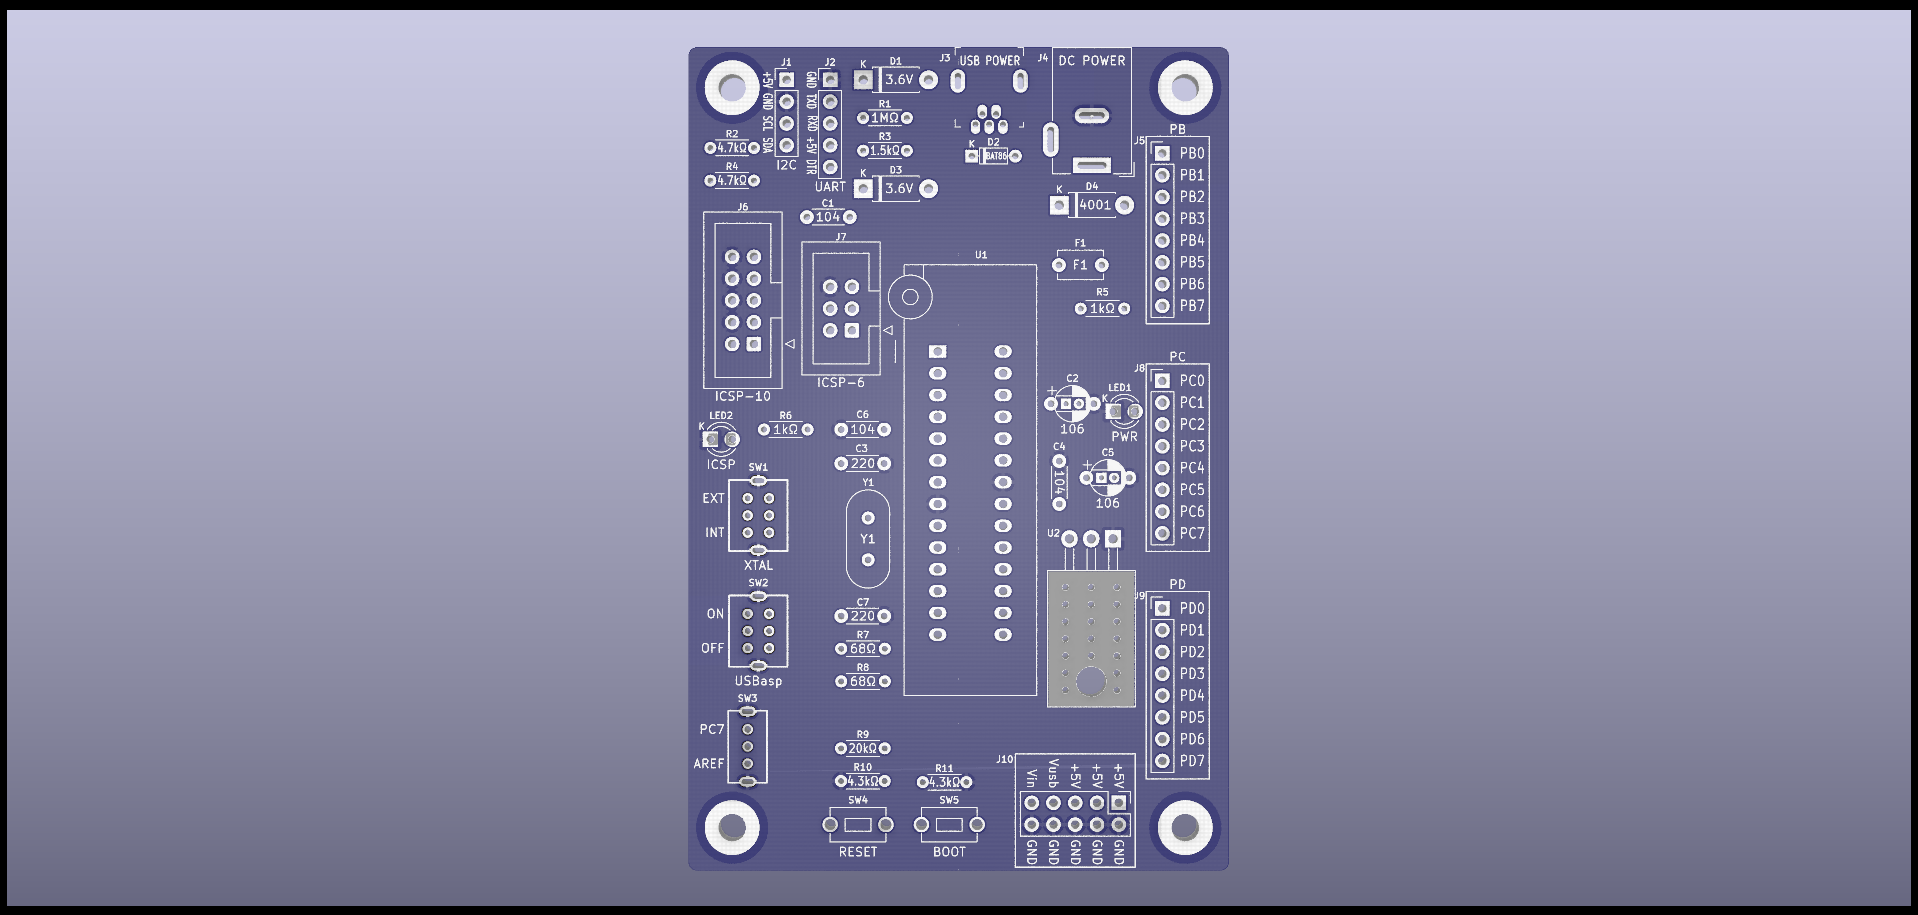 J1
+5V GND SCL SDA
I2C
J2
GND TXD RXD +5V DTR
UART
K
D1
3.6V
R1
1MΩ
R3
1.5kΩ
K
D3
3.6V
R2
4.7kΩ
R4
4.7kΩ
C1
104
J3
USB POWER
K
D2
BAT86
J4
DC POWER
K
D4
4001
PB
J5
PB0
PB1
PB2
PB3
PB4
PB5
PB6
PB7
J6
ICSP-10
J7
ICSP-6
U1
F1
F1
R5
1kΩ
LED2
K
ICSP
R6
1kΩ
C6
104
C3
220
Y1
Y1
+
C2
106
LED1
K
PWR
C4
104
+
C5
106
U2
PC
J8
PC0
PC1
PC2
PC3
PC4
PC5
PC6
PC7
SW1
EXT
INT
XTAL
SW2
ON
OFF
USBasp
SW3
PC7
AREF
C7
220
R7
68Ω
R8
68Ω
R9
20kΩ
R10
4.3kΩ
R11
4.3kΩ
SW4
RESET
SW5
BOOT
PD
J9
PD0
PD1
PD2
PD3
PD4
PD5
PD6
PD7
J10
Vin Vusb +5V +5V +5V
GND GND GND GND GND